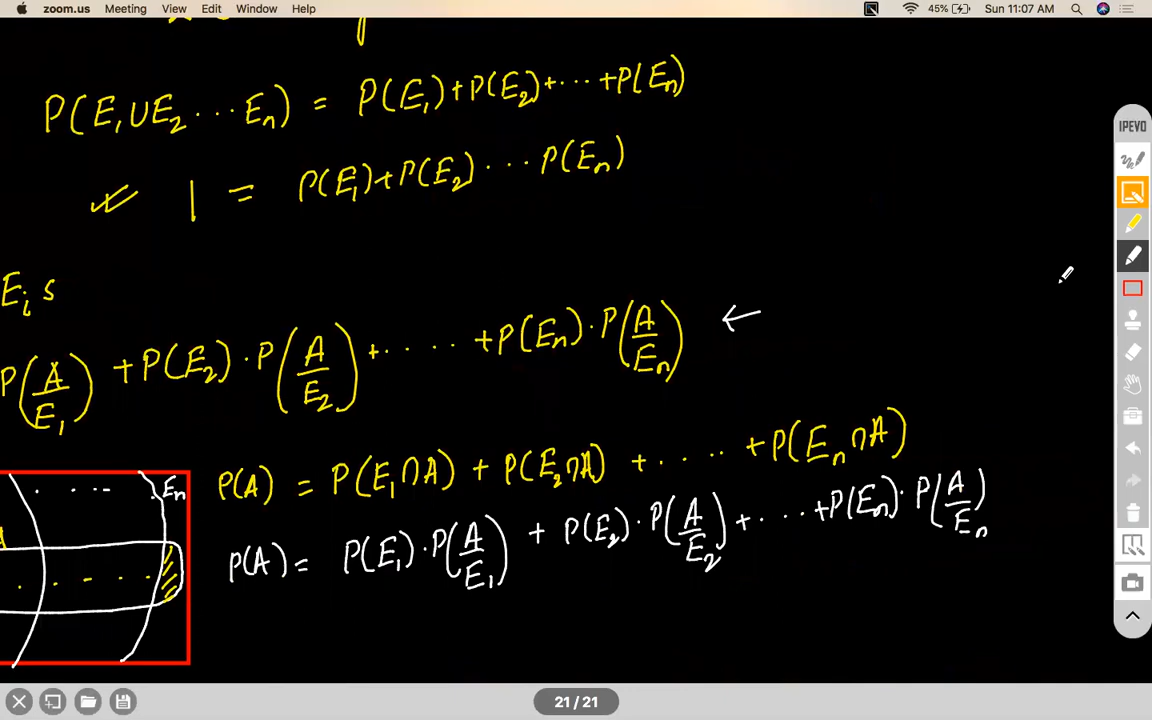 zoom.us Meeting View Edit Window Help 45% Sun 11:07 AM
P(E₁∪E₂ ··· Eₙ) = P(E₁)+P(E₂)+···+P(Eₙ)
IPEVO
1 = P(E₁)+P(E₂) ··· P(Eₙ)
Eᵢ s
P(A/E₁) + P(E₂)·P(A/E₂) +···· +P(Eₙ)·P(A/Eₙ) ←
P(A) = P(E₁∩A) + P(E₂∩A) + ···· +P(Eₙ∩A)
··· Eₙ
P(A) = P(E₁)·P(A/E₁) + P(E₂)·P(A/E₂) +···+P(Eₙ)·P(A/Eₙ)
21 / 21